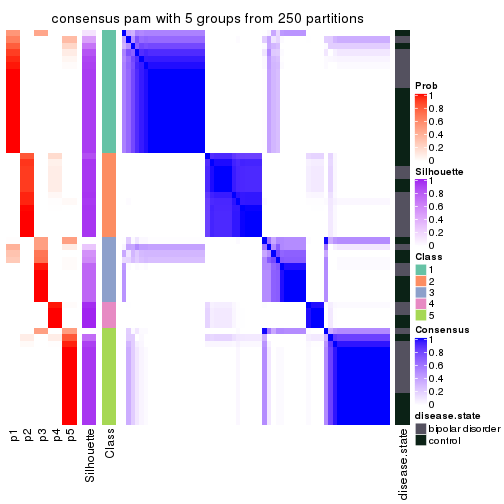 consensus pam with 5 groups from 250 partitions
Prob
1
0.8
0.6
0.4
0.2
0
Silhouette
1
0.8
0.6
0.4
0.2
0
Class
1
2
3
4
5
Consensus
1
0.8
0.6
0.4
0.2
0
disease.state
bipolar disorder
control
p1
p2
p3
p4
p5
Silhouette
Class
disease.state